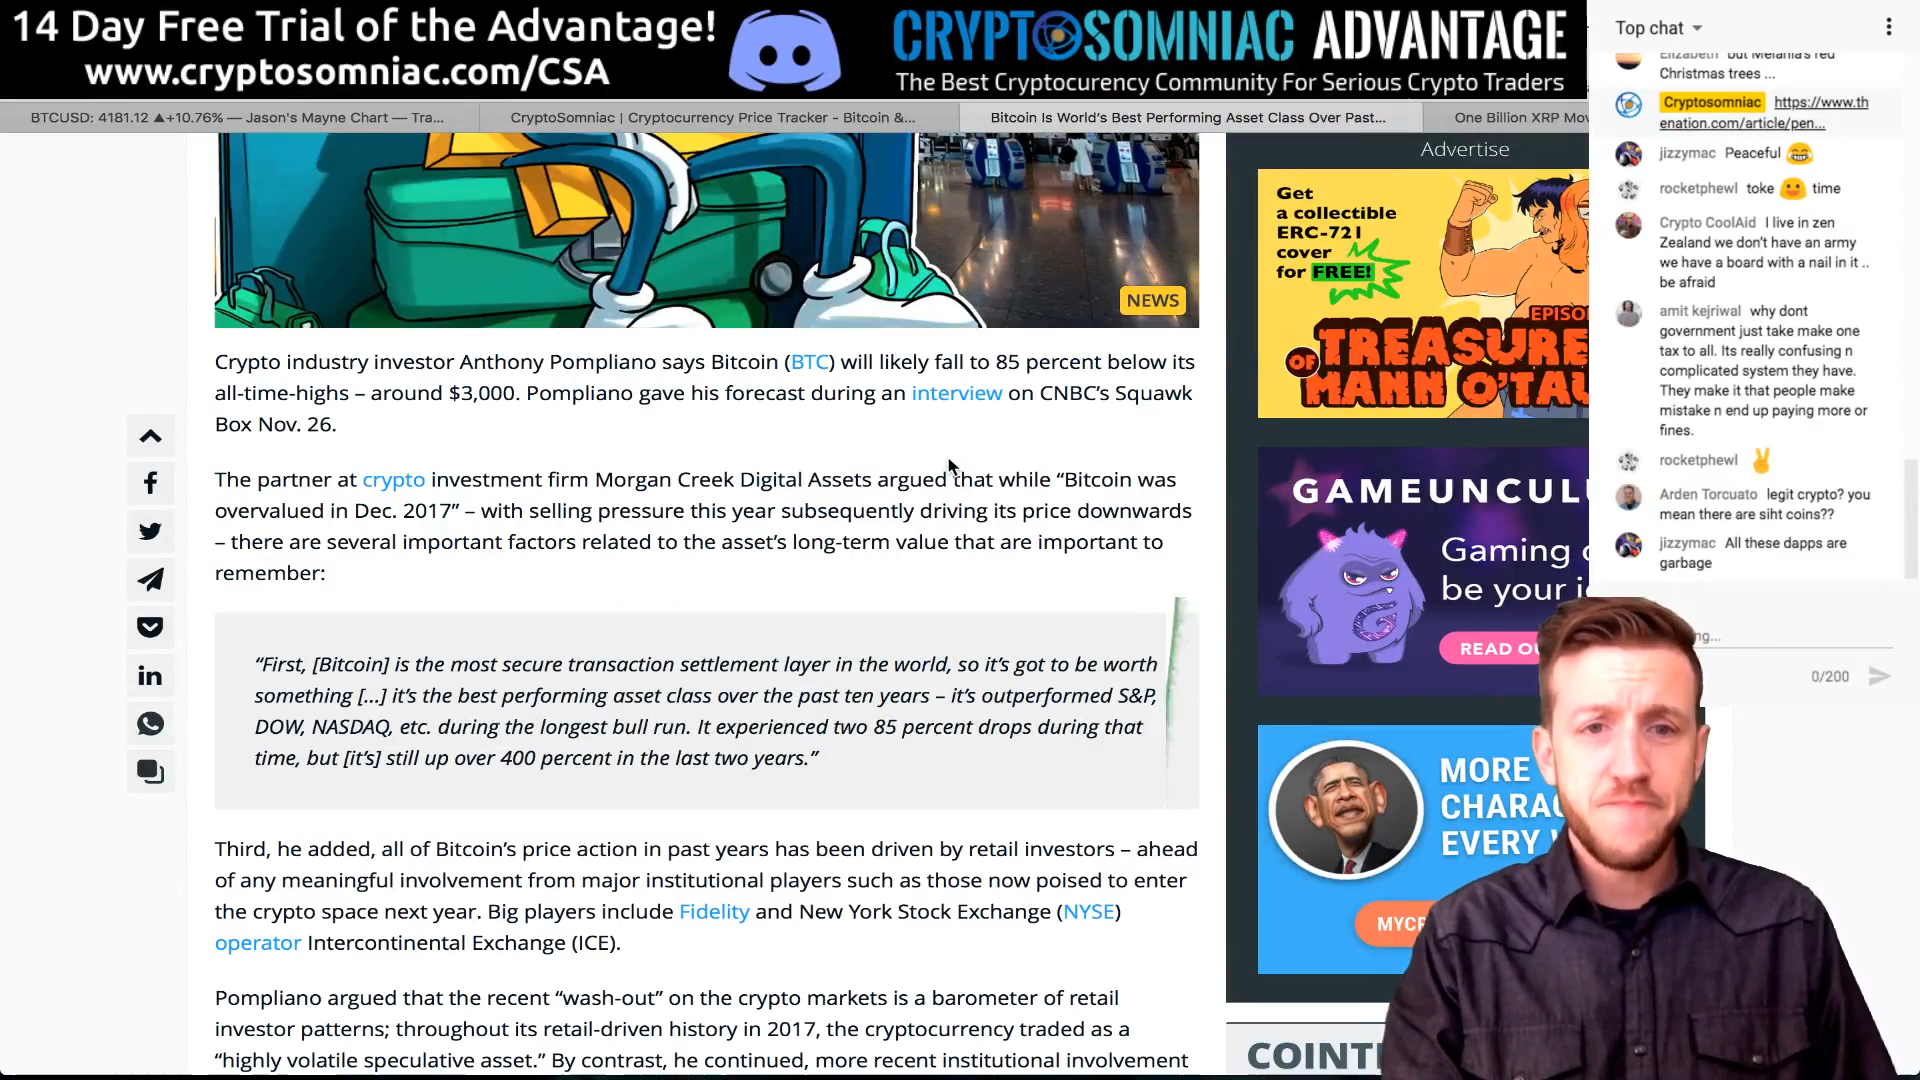 14 Day Free Trial of the Advantage!
www.cryptosomniac.com/CSA
CRYPTOSOMNIAC ADVANTAGE
The Best Cryptocurency Community For Serious Crypto Traders
BTCUSD: 4181.12 ▲+10.76% — Jason's Mayne Chart — Tra...
CryptoSomniac | Cryptocurrency Price Tracker - Bitcoin &...
Bitcoin Is World's Best Performing Asset Class Over Past...
One Billion XRP Mov
NEWS
Crypto industry investor Anthony Pompliano says Bitcoin (BTC) will likely fall to 85 percent below its
all-time-highs – around $3,000. Pompliano gave his forecast during an interview on CNBC’s Squawk
Box Nov. 26.
The partner at crypto investment firm Morgan Creek Digital Assets argued that while “Bitcoin was
overvalued in Dec. 2017” – with selling pressure this year subsequently driving its price downwards
– there are several important factors related to the asset’s long-term value that are important to
remember:
“First, [Bitcoin] is the most secure transaction settlement layer in the world, so it’s got to be worth
something [...] it’s the best performing asset class over the past ten years – it’s outperformed S&P,
DOW, NASDAQ, etc. during the longest bull run. It experienced two 85 percent drops during that
time, but [it’s] still up over 400 percent in the last two years.”
Third, he added, all of Bitcoin’s price action in past years has been driven by retail investors – ahead
of any meaningful involvement from major institutional players such as those now poised to enter
the crypto space next year. Big players include Fidelity and New York Stock Exchange (NYSE)
operator Intercontinental Exchange (ICE).
Pompliano argued that the recent “wash-out” on the crypto markets is a barometer of retail
investor patterns; throughout its retail-driven history in 2017, the cryptocurrency traded as a
“highly volatile speculative asset.” By contrast, he continued, more recent institutional involvement
Advertise
Get
a collectible
ERC-721
cover
for FREE!
EPISO
TREASURE
OF
MANN O'TAU
GAMEUNCUL
Gaming
be your i
READ OU
MORE
CHARAC
EVERY
MYCR
COINT
Top chat
Elizabeth but Melania's red
Christmas trees ...
Cryptosomniac https://www.th
enation.com/article/pen...
jizzymac Peaceful 😂
rocketphewl toke 😛 time
Crypto CoolAid I live in zen
Zealand we don’t have an army
we have a board with a nail in it ..
be afraid
amit kejriwal why dont
government just take make one
tax to all. Its really confusing n
complicated system they have.
They make it that people make
mistake n end up paying more or
fines.
rocketphewl ✌
Arden Torcuato legit crypto? you
mean there are siht coins??
jizzymac All these dapps are
garbage
ng...
0/200